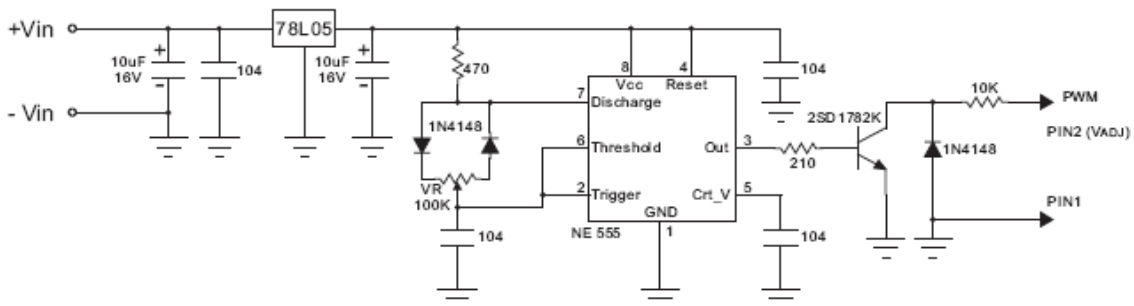 +Vin
78L05
+
10uF
16V
−
104
+
10uF
16V
−
470
8
Vcc
4
Reset
104
- Vin
7
Discharge
1N4148
6
Threshold
Out
3
210
2SD1782K
10K
PWM
PIN2 (VADJ)
1N4148
VR
100K
2
Trigger
Crt_V
5
PIN1
GND
104
NE 555
1
104